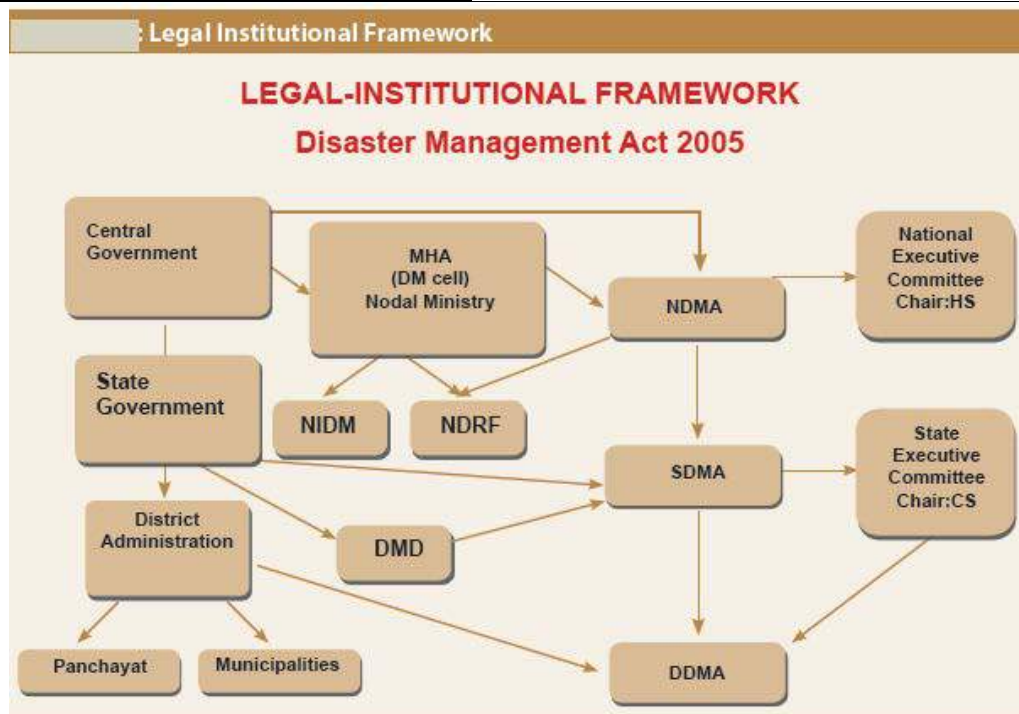 : Legal Institutional Framework
LEGAL-INSTITUTIONAL FRAMEWORK
Disaster Management Act 2005
Central
Government
MHA
(DM cell)
Nodal Ministry
NDMA
National
Executive
Committee
Chair:HS
State
Government
NIDM
NDRF
SDMA
State
Executive
Committee
Chair:CS
District
Administration
DMD
Panchayat
Municipalities
DDMA